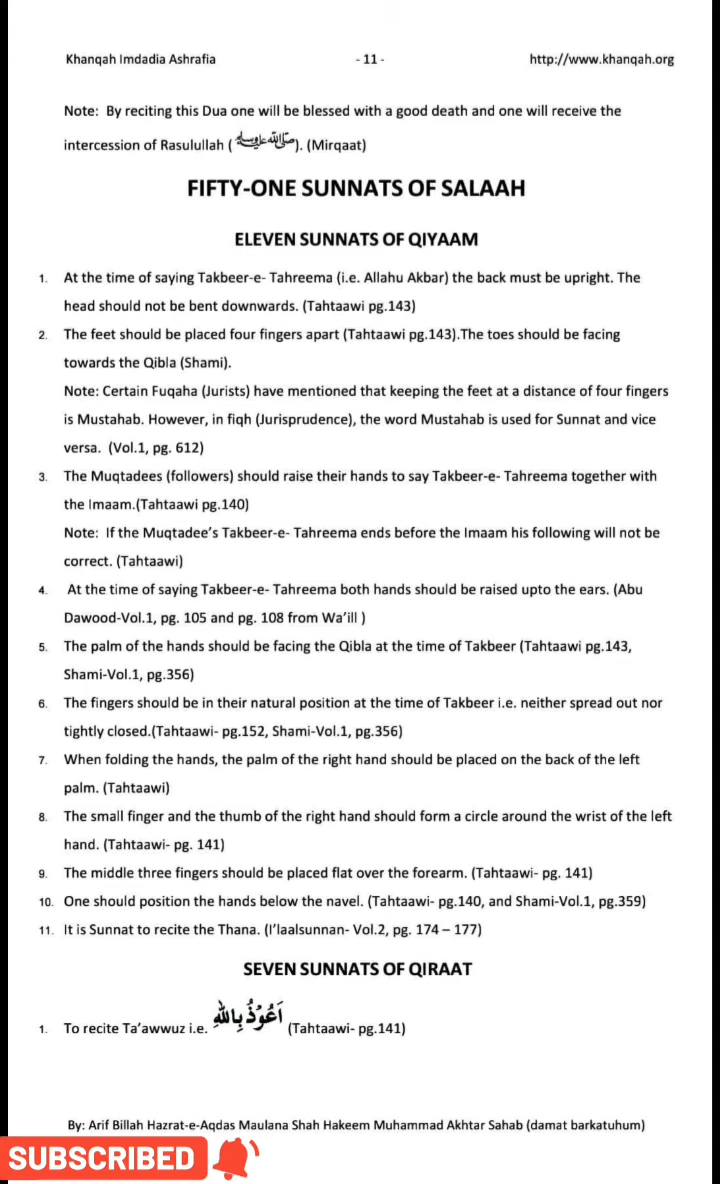 Khanqah Imdadia Ashrafia - 11 - http://www.khanqah.org
Note: By reciting this Dua one will be blessed with a good death and one will receive the
intercession of Rasulullah (ﷺ). (Mirqaat)
FIFTY-ONE SUNNATS OF SALAAH
ELEVEN SUNNATS OF QIYAAM
1. At the time of saying Takbeer-e- Tahreema (i.e. Allahu Akbar) the back must be upright. The
head should not be bent downwards. (Tahtaawi pg.143)
2. The feet should be placed four fingers apart (Tahtaawi pg.143).The toes should be facing
towards the Qibla (Shami).
Note: Certain Fuqaha (Jurists) have mentioned that keeping the feet at a distance of four fingers
is Mustahab. However, in fiqh (Jurisprudence), the word Mustahab is used for Sunnat and vice
versa. (Vol.1, pg. 612)
3. The Muqtadees (followers) should raise their hands to say Takbeer-e- Tahreema together with
the Imaam.(Tahtaawi pg.140)
Note: If the Muqtadee's Takbeer-e- Tahreema ends before the Imaam his following will not be
correct. (Tahtaawi)
4. At the time of saying Takbeer-e- Tahreema both hands should be raised upto the ears. (Abu
Dawood-Vol.1, pg. 105 and pg. 108 from Wa'ill )
5. The palm of the hands should be facing the Qibla at the time of Takbeer (Tahtaawi pg.143,
Shami-Vol.1, pg.356)
6. The fingers should be in their natural position at the time of Takbeer i.e. neither spread out nor
tightly closed.(Tahtaawi- pg.152, Shami-Vol.1, pg.356)
7. When folding the hands, the palm of the right hand should be placed on the back of the left
palm. (Tahtaawi)
8. The small finger and the thumb of the right hand should form a circle around the wrist of the left
hand. (Tahtaawi- pg. 141)
9. The middle three fingers should be placed flat over the forearm. (Tahtaawi- pg. 141)
10. One should position the hands below the navel. (Tahtaawi- pg.140, and Shami-Vol.1, pg.359)
11. It is Sunnat to recite the Thana. (I'laalsunnan- Vol.2, pg. 174 – 177)
SEVEN SUNNATS OF QIRAAT
1. To recite Ta'awwuz i.e. اَعُوْذُ بِاللّٰهِ (Tahtaawi- pg.141)
By: Arif Billah Hazrat-e-Aqdas Maulana Shah Hakeem Muhammad Akhtar Sahab (damat barkatuhum)
SUBSCRIBED